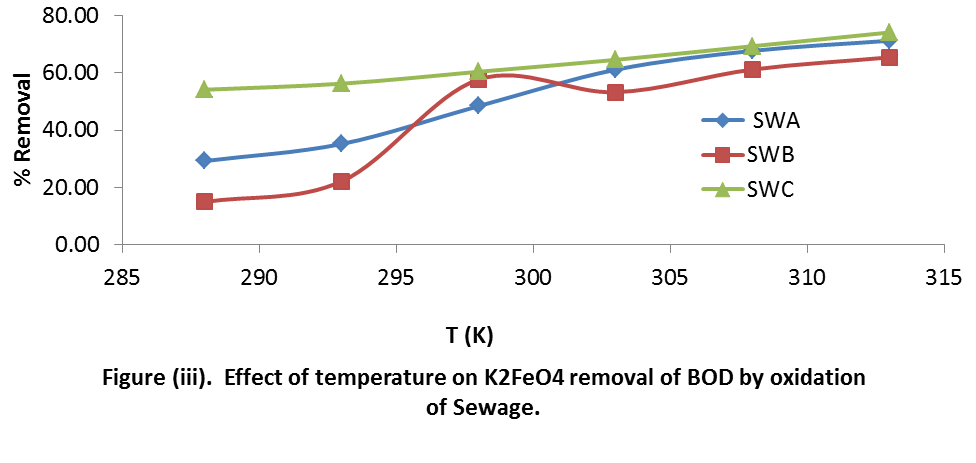 80.00
60.00
40.00
20.00
0.00
% Removal
285 290 295 300 305 310 315
T (K)
SWA
SWB
SWC
Figure (iii). Effect of temperature on K2FeO4 removal of BOD by oxidation
of Sewage.